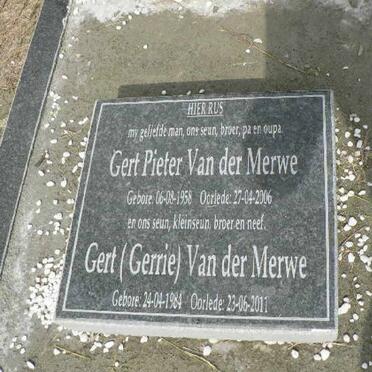 HIER RUS
my geliefde man, ons seun, broer, pa en oupa.
Gert Pieter Van der Merwe
Gebore: 06-08-1958 Oorlede: 27-04-2006
en ons seun, kleinseun, broer en neef.
Gert (Gerrie) Van der Merwe
Gebore: 24-04-1984 Oorlede: 23-06-2011